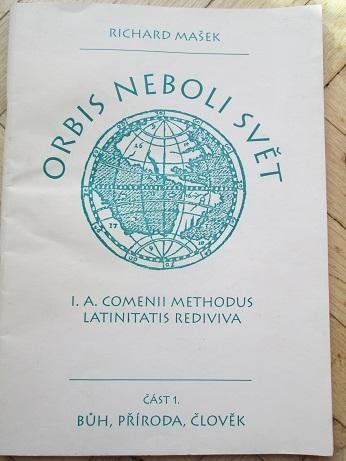 RICHARD MAŠEK
ORBIS NEBOLI SVĚT
I. A. COMENII METHODUS
LATINITATIS REDIVIVA
ČÁST 1.
BŮH, PŘÍRODA, ČLOVĚK